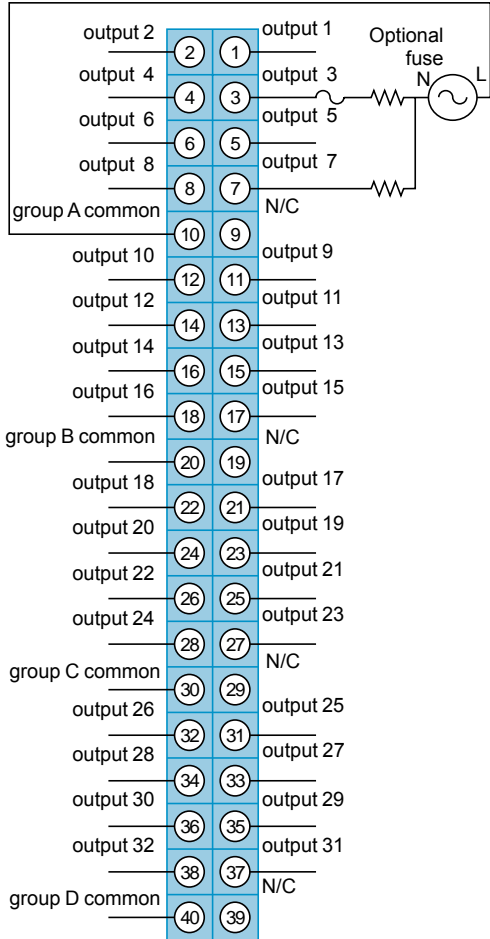 output 2
output 1
Optional
fuse
2
1
output 4
output 3
N
L
4
3
output 6
output 5
6
5
output 8
output 7
8
7
group A common
N/C
10
9
output 10
output 9
12
11
output 12
output 11
14
13
output 14
output 13
16
15
output 16
output 15
18
17
group B common
N/C
20
19
output 18
output 17
22
21
output 20
output 19
24
23
output 22
output 21
26
25
output 24
output 23
28
27
group C common
N/C
30
29
output 26
output 25
32
31
output 28
output 27
34
33
output 30
output 29
36
35
output 32
output 31
38
37
group D common
N/C
40
39